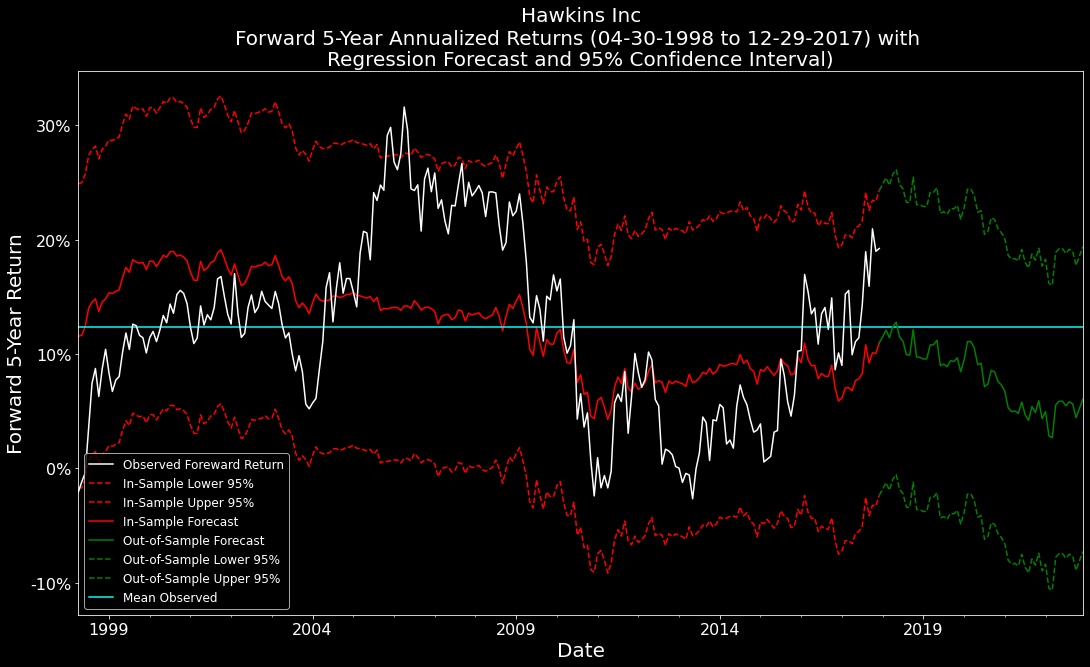 Hawkins Inc
Forward 5-Year Annualized Returns (04-30-1998 to 12-29-2017) with
Regression Forecast and 95% Confidence Interval)
Forward 5-Year Return
30%
20%
10%
0%
-10%
Observed Foreward Return
In-Sample Lower 95%
In-Sample Upper 95%
In-Sample Forecast
Out-of-Sample Forecast
Out-of-Sample Lower 95%
Out-of-Sample Upper 95%
Mean Observed
1999 2004 2009 2014 2019
Date